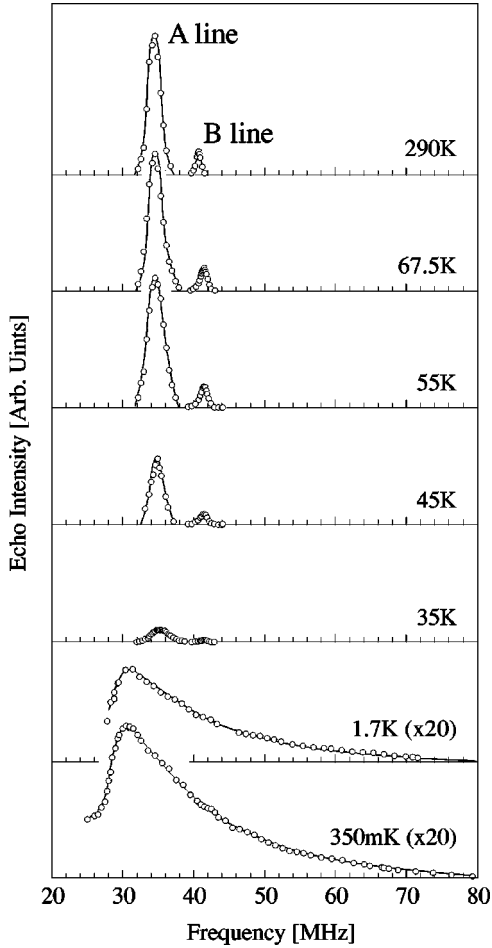 A line
B line
290K
67.5K
55K
45K
35K
1.7K (x20)
350mK (x20)
Echo Intensity [Arb. Uints]
20 30 40 50 60 70 80
Frequency [MHz]